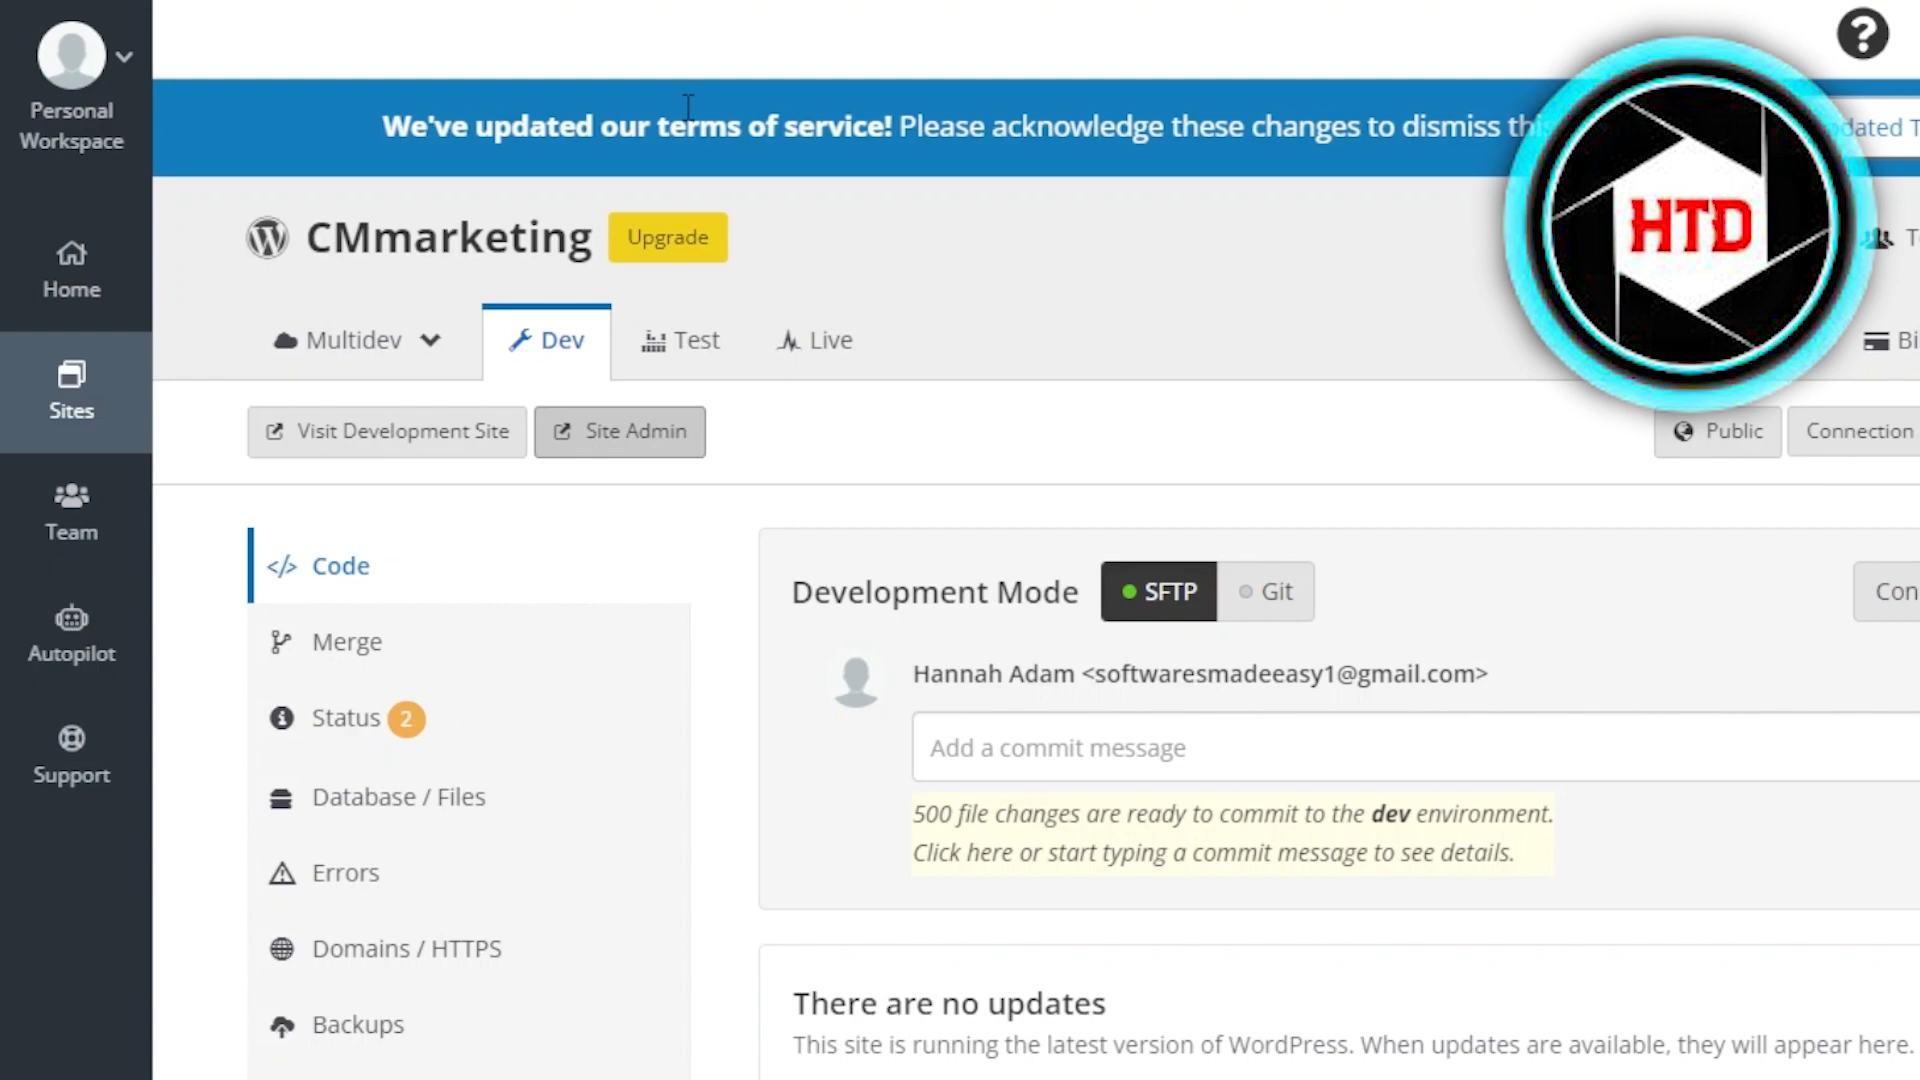 Personal
Workspace
We've updated our terms of service! Please acknowledge these changes to dismiss
CMmarketing
Upgrade
HTD
Multidev
Dev
Test
Live
Home
Sites
Visit Development Site
Site Admin
Public
Connection
Team
Code
Development Mode
SFTP
Git
Merge
Autopilot
Hannah Adam <softwaresmadeeasy1@gmail.com>
Status 2
Add a commit message
Support
Database / Files
500 file changes are ready to commit to the dev environment.
Click here or start typing a commit message to see details.
Errors
Domains / HTTPS
There are no updates
Backups
This site is running the latest version of WordPress. When updates are available, they will appear here.